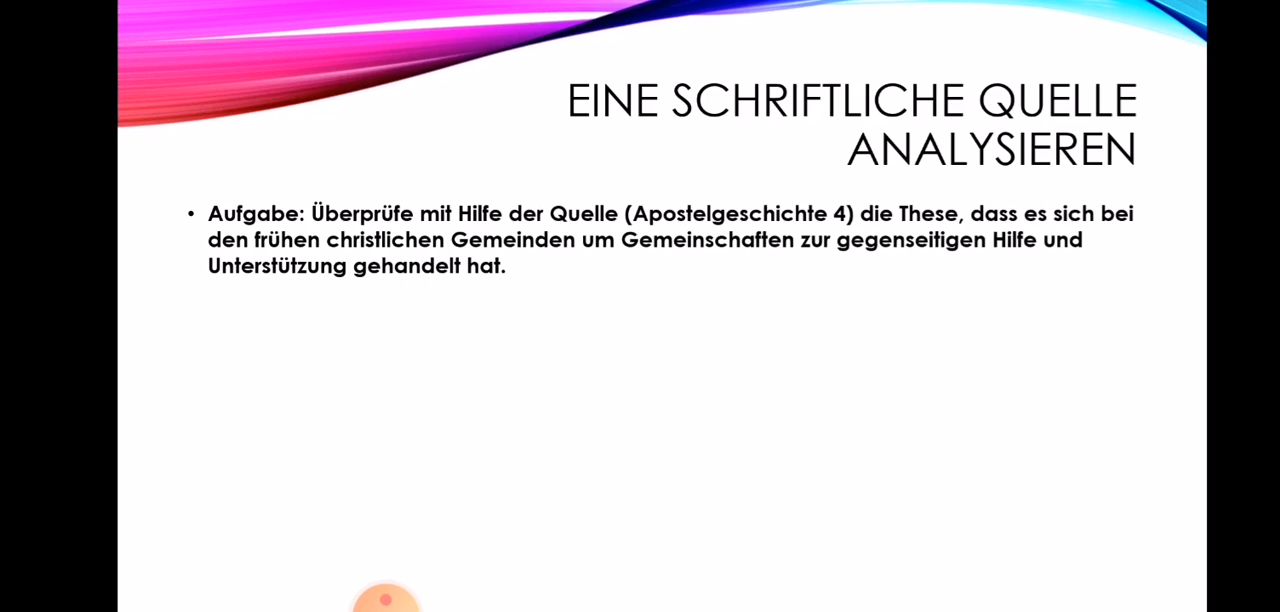 EINE SCHRIFTLICHE QUELLE
ANALYSIEREN
• Aufgabe: Überprüfe mit Hilfe der Quelle (Apostelgeschichte 4) die These, dass es sich bei
den frühen christlichen Gemeinden um Gemeinschaften zur gegenseitigen Hilfe und
Unterstützung gehandelt hat.